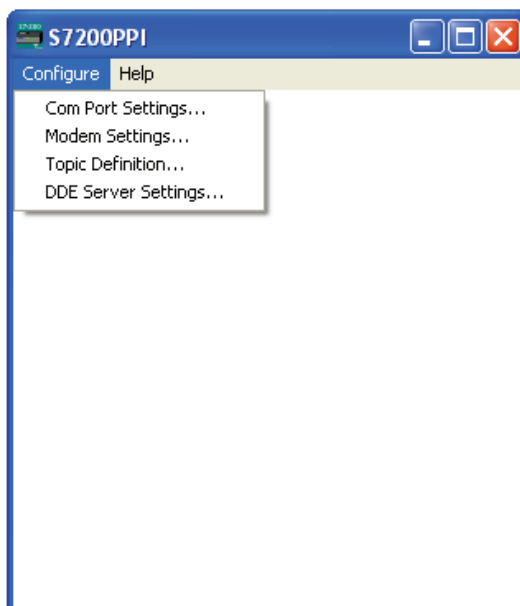 S7200PPI
Configure Help
Com Port Settings...
Modem Settings...
Topic Definition...
DDE Server Settings...